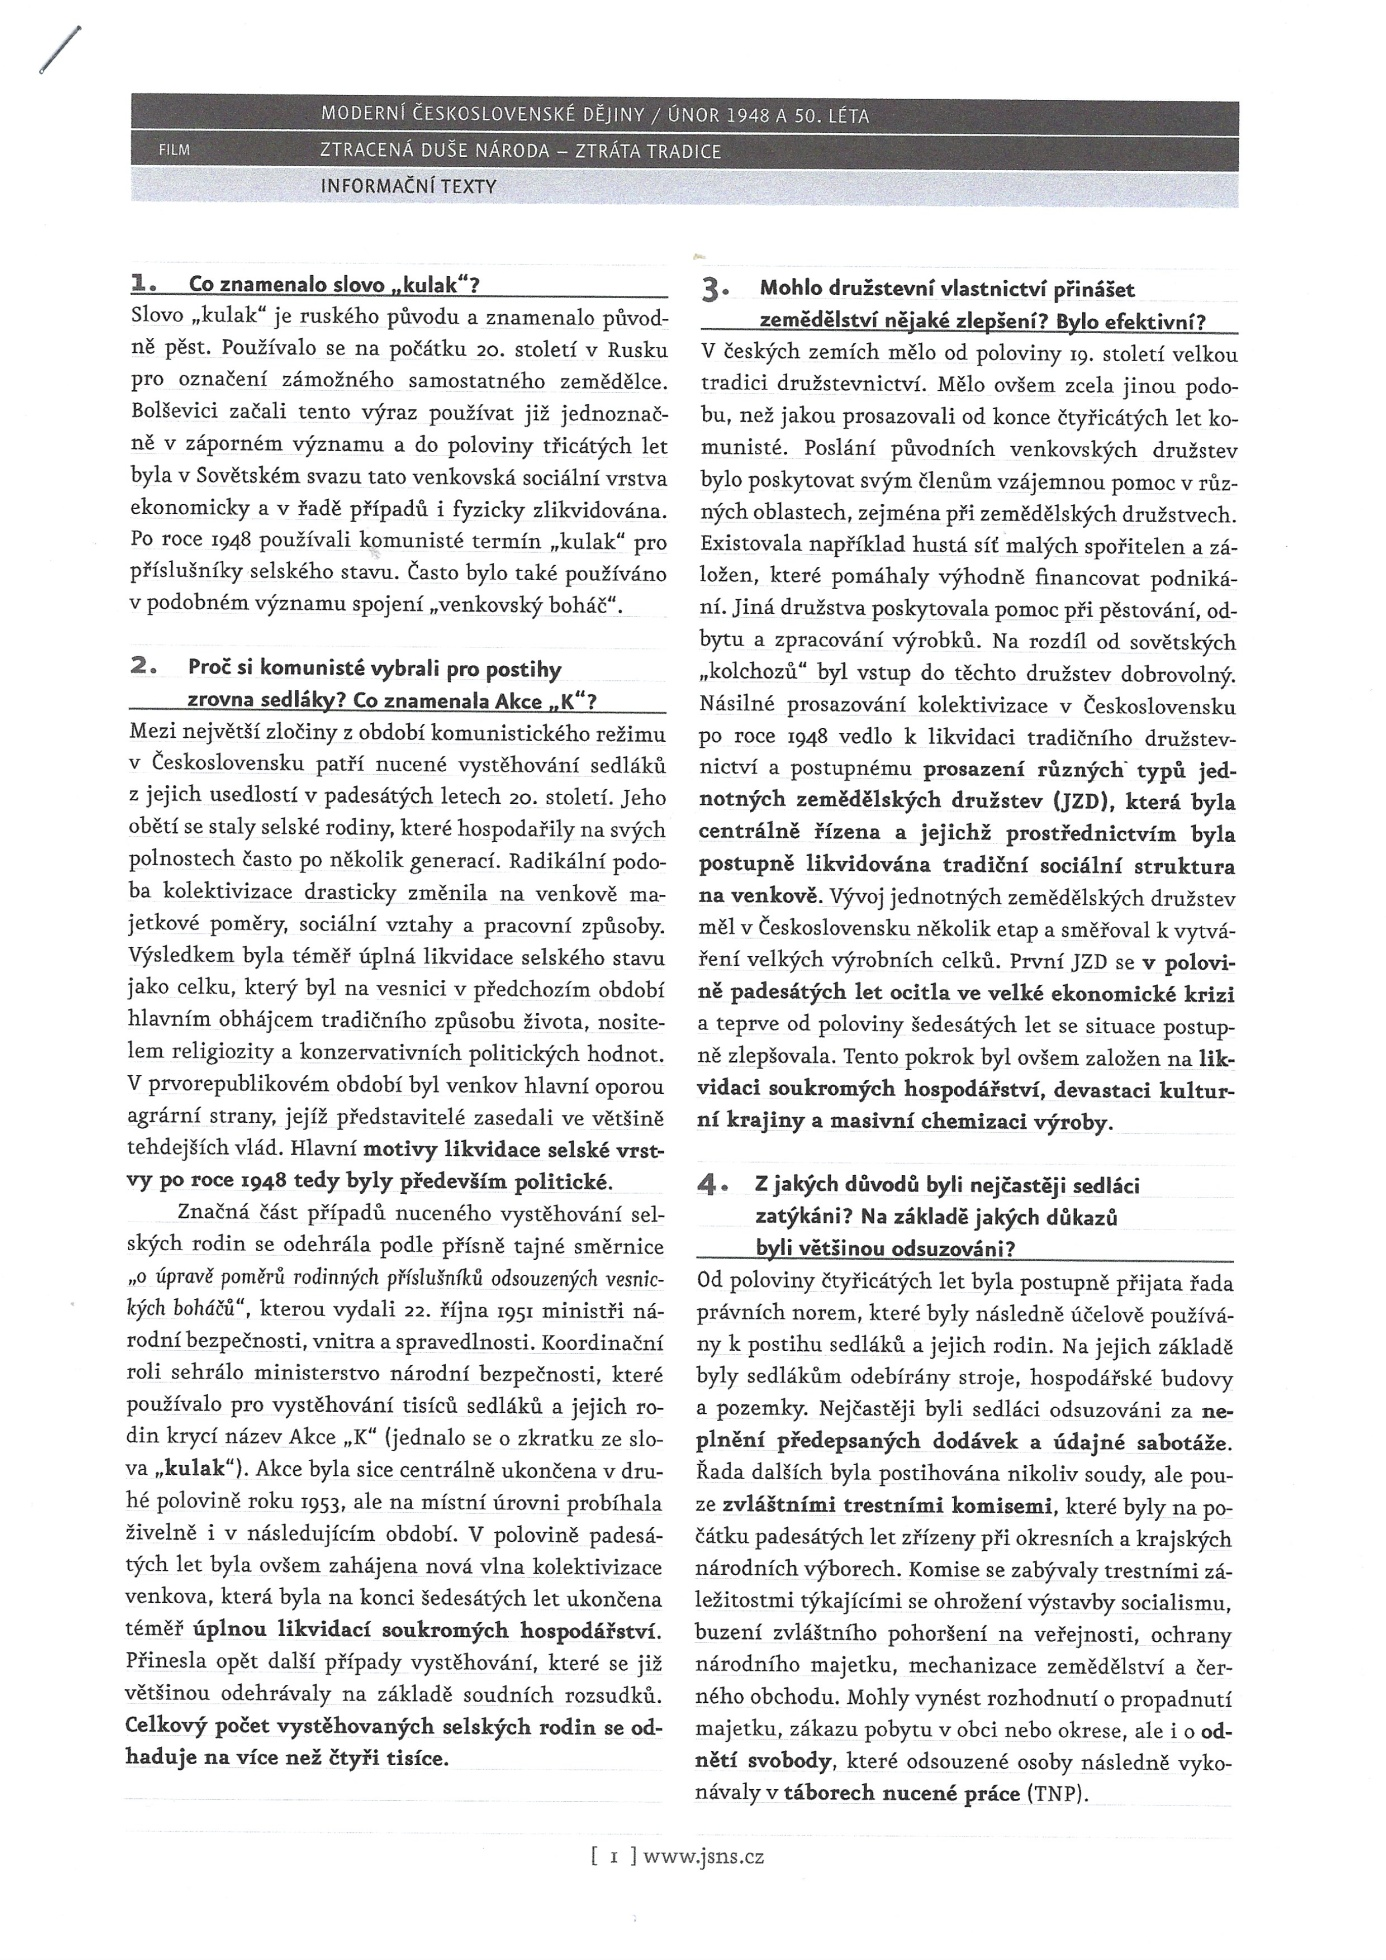 MODERNÍ ČESKOSLOVENSKÉ DĚJINY / ÚNOR 1948 A 50. LÉTA
FILM ZTRACENÁ DUŠE NÁRODA – ZTRÁTA TRADICE
INFORMAČNÍ TEXTY
1. Co znamenalo slovo „kulak“?
Slovo „kulak“ je ruského původu a znamenalo původ-
ně pěst. Používalo se na počátku 20. století v Rusku
pro označení zámožného samostatného zemědělce.
Bolševici začali tento výraz používat již jednoznač-
ně v záporném významu a do poloviny třicátých let
byla v Sovětském svazu tato venkovská sociální vrstva
ekonomicky a v řadě případů i fyzicky zlikvidována.
Po roce 1948 používali komunisté termín „kulak“ pro
příslušníky selského stavu. Často bylo také používáno
v podobném významu spojení „venkovský boháč“.
2. Proč si komunisté vybrali pro postihy
zrovna sedláky? Co znamenala Akce „K“?
Mezi největší zločiny z období komunistického režimu
v Československu patří nucené vystěhování sedláků
z jejich usedlostí v padesátých letech 20. století. Jeho
obětí se staly selské rodiny, které hospodařily na svých
polnostech často po několik generací. Radikální podo-
ba kolektivizace drasticky změnila na venkově ma-
jetkové poměry, sociální vztahy a pracovní způsoby.
Výsledkem byla téměř úplná likvidace selského stavu
jako celku, který byl na vesnici v předchozím období
hlavním obhájcem tradičního způsobu života, nosite-
lem religiozity a konzervativních politických hodnot.
V prvorepublikovém období byl venkov hlavní oporou
agrární strany, jejíž představitelé zasedali ve většině
tehdejších vlád. Hlavní motivy likvidace selské vrst-
vy po roce 1948 tedy byly především politické.
Značná část případů nuceného vystěhování sel-
ských rodin se odehrála podle přísně tajné směrnice
„o úpravě poměrů rodinných příslušníků odsouzených vesnic-
kých boháčů“, kterou vydali 22. října 1951 ministři ná-
rodní bezpečnosti, vnitra a spravedlnosti. Koordinační
roli sehrálo ministerstvo národní bezpečnosti, které
používalo pro vystěhování tisíců sedláků a jejich ro-
din krycí název Akce „K“ (jednalo se o zkratku ze slo-
va „kulak“). Akce byla sice centrálně ukončena v dru-
hé polovině roku 1953, ale na místní úrovni probíhala
živelně i v následujícím období. V polovině padesá-
tých let byla ovšem zahájena nová vlna kolektivizace
venkova, která byla na konci šedesátých let ukončena
téměř úplnou likvidací soukromých hospodářství.
Přinesla opět další případy vystěhování, které se již
většinou odehrávaly na základě soudních rozsudků.
Celkový počet vystěhovaných selských rodin se od-
haduje na více než čtyři tisíce.
3. Mohlo družstevní vlastnictví přinášet
zemědělství nějaké zlepšení? Bylo efektivní?
V českých zemích mělo od poloviny 19. století velkou
tradici družstevnictví. Mělo ovšem zcela jinou podo-
bu, než jakou prosazovali od konce čtyřicátých let ko-
munisté. Poslání původních venkovských družstev
bylo poskytovat svým členům vzájemnou pomoc v růz-
ných oblastech, zejména při zemědělských družstvech.
Existovala například hustá síť malých spořitelen a zá-
ložen, které pomáhaly výhodně financovat podniká-
ní. Jiná družstva poskytovala pomoc při pěstování, od-
bytu a zpracování výrobků. Na rozdíl od sovětských
„kolchozů“ byl vstup do těchto družstev dobrovolný.
Násilné prosazování kolektivizace v Československu
po roce 1948 vedlo k likvidaci tradičního družstev-
nictví a postupnému prosazení různých typů jed-
notných zemědělských družstev (JZD), která byla
centrálně řízena a jejichž prostřednictvím byla
postupně likvidována tradiční sociální struktura
na venkově. Vývoj jednotných zemědělských družstev
měl v Československu několik etap a směřoval k vytvá-
ření velkých výrobních celků. První JZD se v polovi-
ně padesátých let ocitla ve velké ekonomické krizi
a teprve od poloviny šedesátých let se situace postup-
ně zlepšovala. Tento pokrok byl ovšem založen na lik-
vidaci soukromých hospodářství, devastaci kultur-
ní krajiny a masivní chemizaci výroby.
4. Z jakých důvodů byli nejčastěji sedláci
zatýkáni? Na základě jakých důkazů
byli většinou odsuzováni?
Od poloviny čtyřicátých let byla postupně přijata řada
právních norem, které byly následně účelově používá-
ny k postihu sedláků a jejich rodin. Na jejich základě
byly sedlákům odebírány stroje, hospodářské budovy
a pozemky. Nejčastěji byli sedláci odsuzováni za ne-
plnění předepsaných dodávek a údajné sabotáže.
Řada dalších byla postihována nikoliv soudy, ale pou-
ze zvláštními trestními komisemi, které byly na po-
čátku padesátých let zřízeny při okresních a krajských
národních výborech. Komise se zabývaly trestními zá-
ležitostmi týkajícími se ohrožení výstavby socialismu,
buzení zvláštního pohoršení na veřejnosti, ochrany
národního majetku, mechanizace zemědělství a čer-
ného obchodu. Mohly vynést rozhodnutí o propadnutí
majetku, zákazu pobytu v obci nebo okrese, ale i o od-
nětí svobody, které odsouzené osoby následně vyko-
návaly v táborech nucené práce (TNP).
[ 1 ] www.jsns.cz